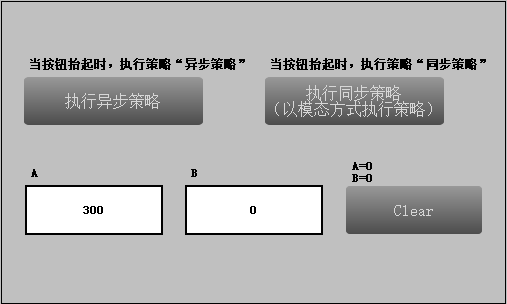 当按钮抬起时，执行策略“异步策略”
当按钮抬起时，执行策略“同步策略”
执行异步策略
执行同步策略
（以模态方式执行策略）
A
B
A=0
B=0
300
0
Clear